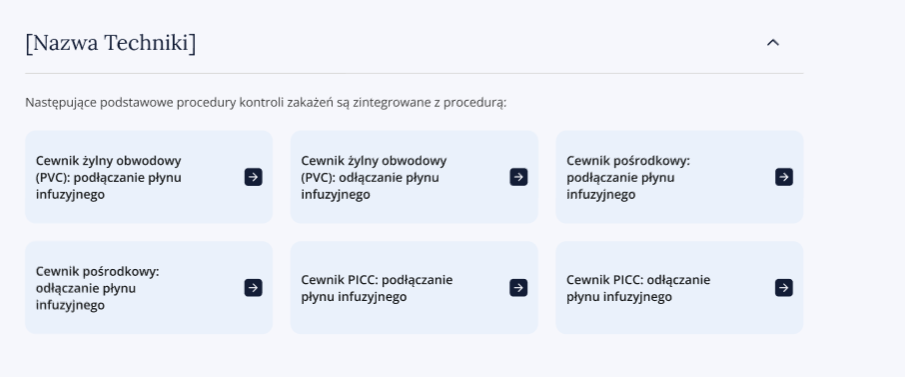 [Nazwa Techniki]
Następujące podstawowe procedury kontroli zakażeń są zintegrowane z procedurą:
Cewnik żylny obwodowy
(PVC): podłączanie płynu
infuzyjnego
Cewnik żylny obwodowy
(PVC): odłączanie płynu
infuzyjnego
Cewnik pośrodkowy:
podłączanie płynu
infuzyjnego
Cewnik pośrodkowy:
odłączanie płynu
infuzyjnego
Cewnik PICC: podłączanie
płynu infuzyjnego
Cewnik PICC: odłączanie
płynu infuzyjnego